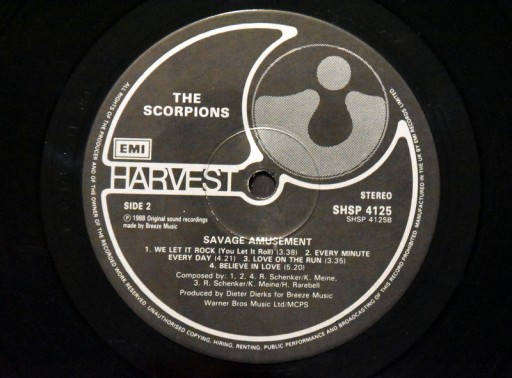 THE
SCORPIONS
EMI
HARVEST
SIDE 2
STEREO
SHSP 4125
SHSP 4125B
Ⓟ 1988 Original sound recordings
made by Breeze Music
SAVAGE AMUSEMENT
1. WE LET IT ROCK (You Let It Roll) (3.38) 2. EVERY MINUTE
EVERY DAY (4.21) 3. LOVE ON THE RUN (3.35)
4. BELIEVE IN LOVE (5.20)
Composed by: 1, 2, 4. R. Schenker/K. Meine,
3. R. Schenker/K. Meine/H. Rarebell
Produced by Dieter Dierks for Breeze Music
Warner Bros Music Ltd/MCPS
ALL RIGHTS OF THE PRODUCER AND OF THE OWNER OF THE RECORDED WORK RESERVED. UNAUTHORISED COPYING, HIRING, RENTING, PUBLIC PERFORMANCE AND BROADCASTING OF THIS RECORD PROHIBITED. MANUFACTURED IN THE UK BY EMI RECORDS LIMITED